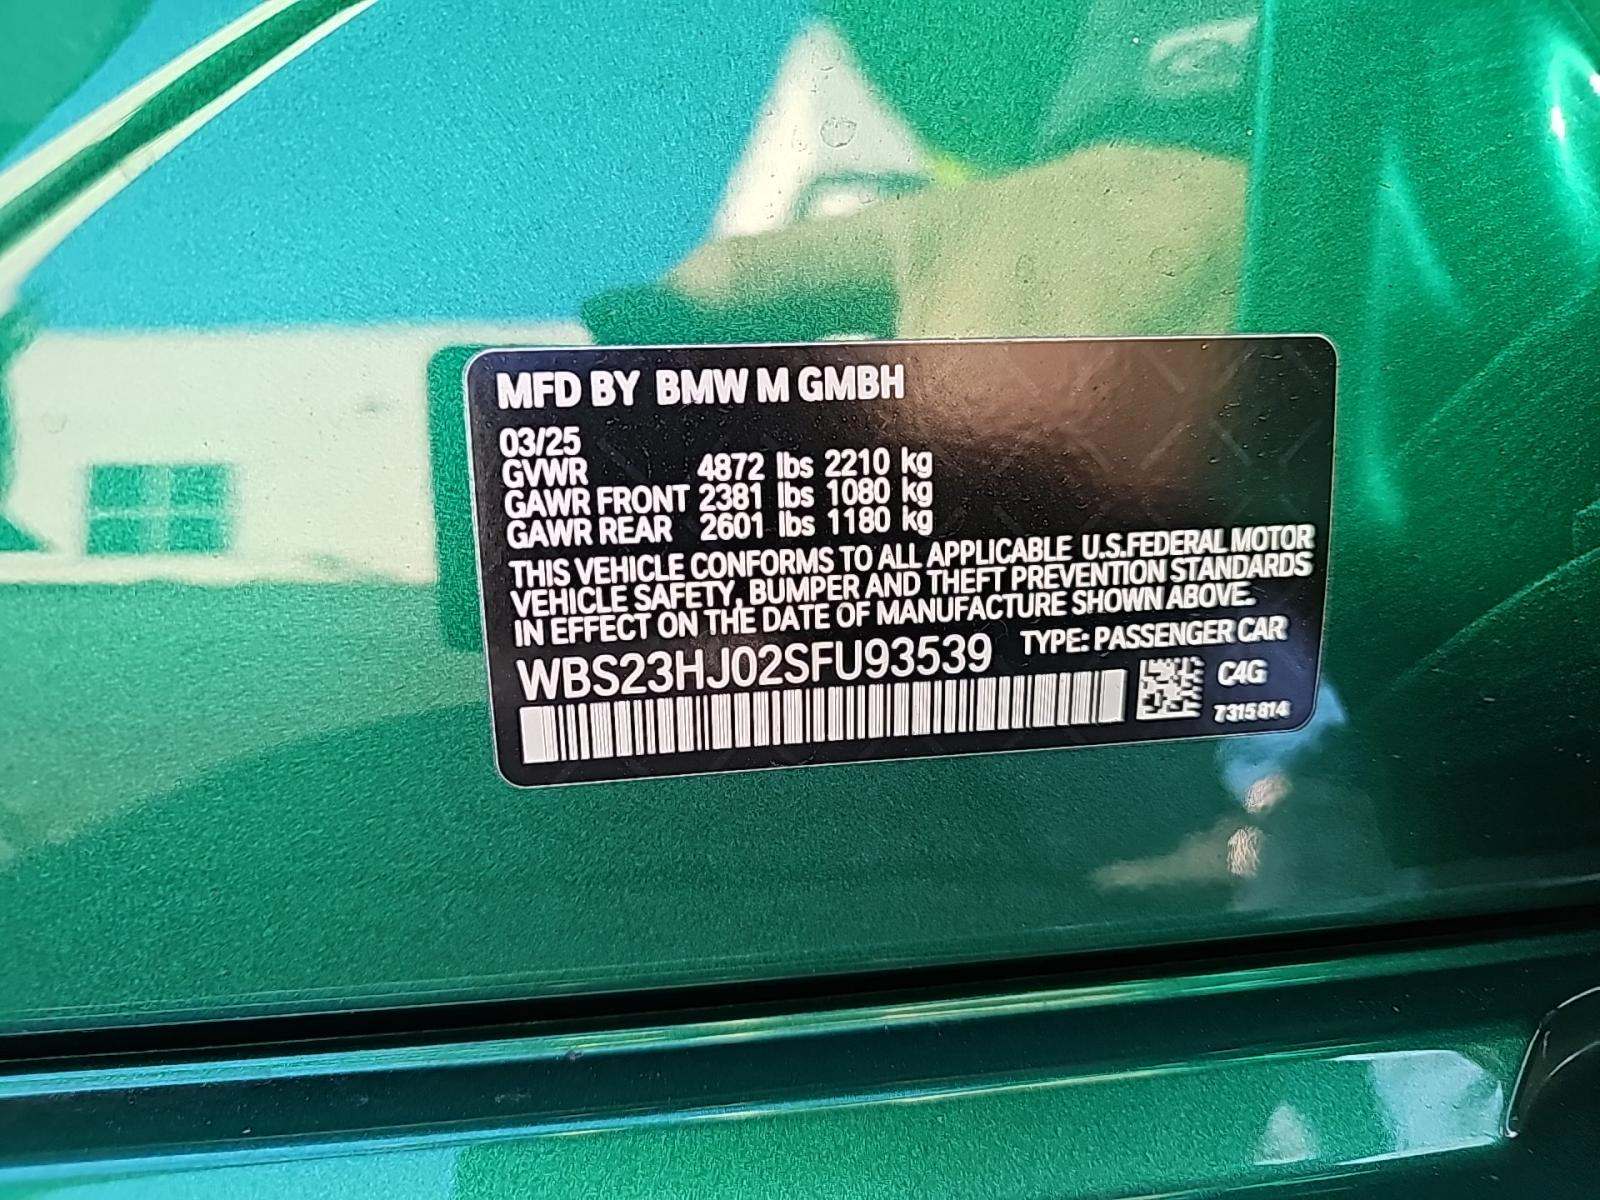 MFD BY BMW M GMBH
03/25
GVWR 4872 lbs 2210 kg
GAWR FRONT 2381 lbs 1080 kg
GAWR REAR 2601 lbs 1180 kg
THIS VEHICLE CONFORMS TO ALL APPLICABLE U.S.FEDERAL MOTOR
VEHICLE SAFETY, BUMPER AND THEFT PREVENTION STANDARDS
IN EFFECT ON THE DATE OF MANUFACTURE SHOWN ABOVE.
WBS23HJ02SFU93539 TYPE: PASSENGER CAR
C4G
7315814